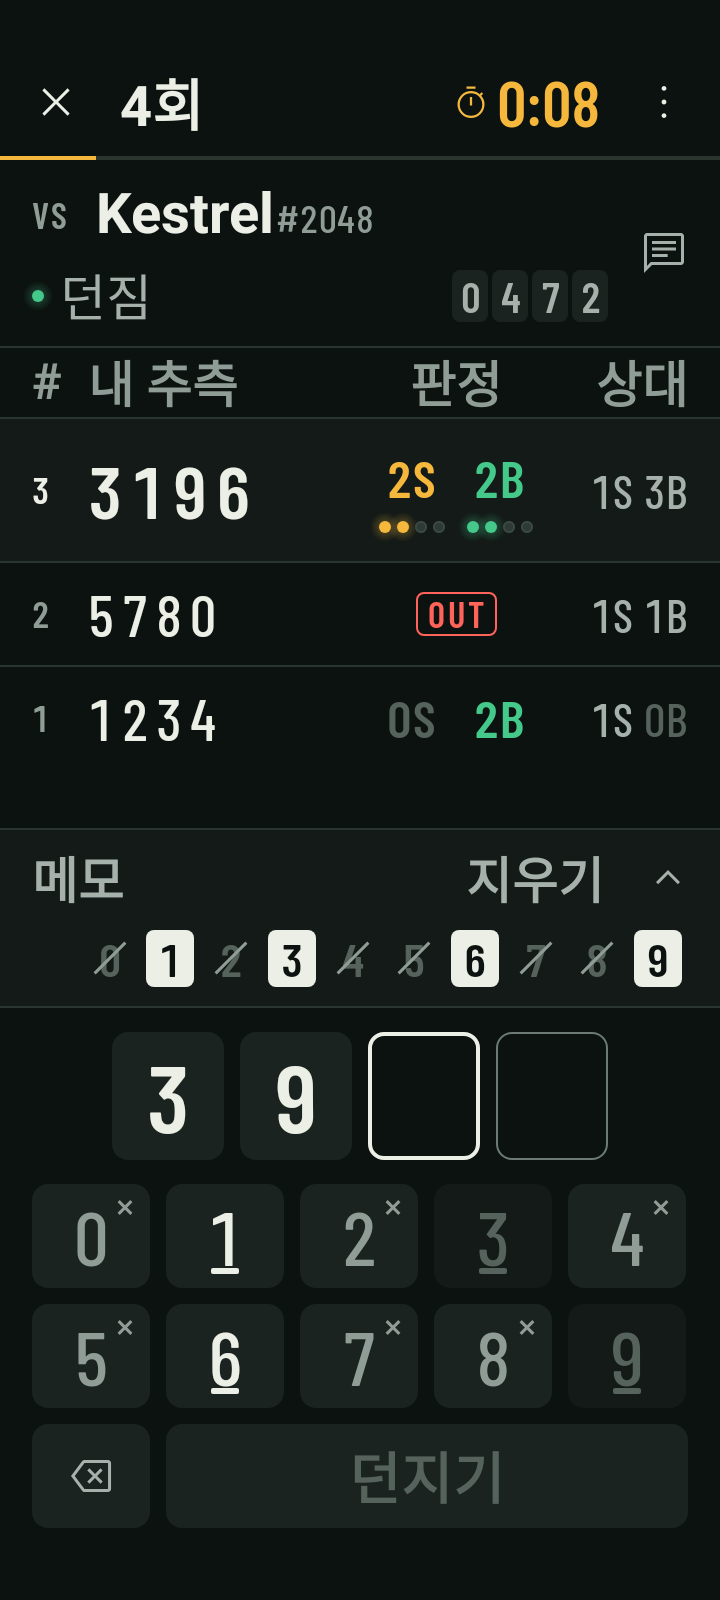 4회 0:08
VS Kestrel#2048
던짐 0 4 7 2
# 내 추측 판정 상대
3 3196 2S 2B 1S 3B
2 5780 OUT 1S 1B
1 1234 0S 2B 1S 0B
메모 지우기
0 1 2 3 4 5 6 7 8 9
3 9
0 × 1 2 × 3 4 ×
5 × 6 7 × 8 × 9
던지기